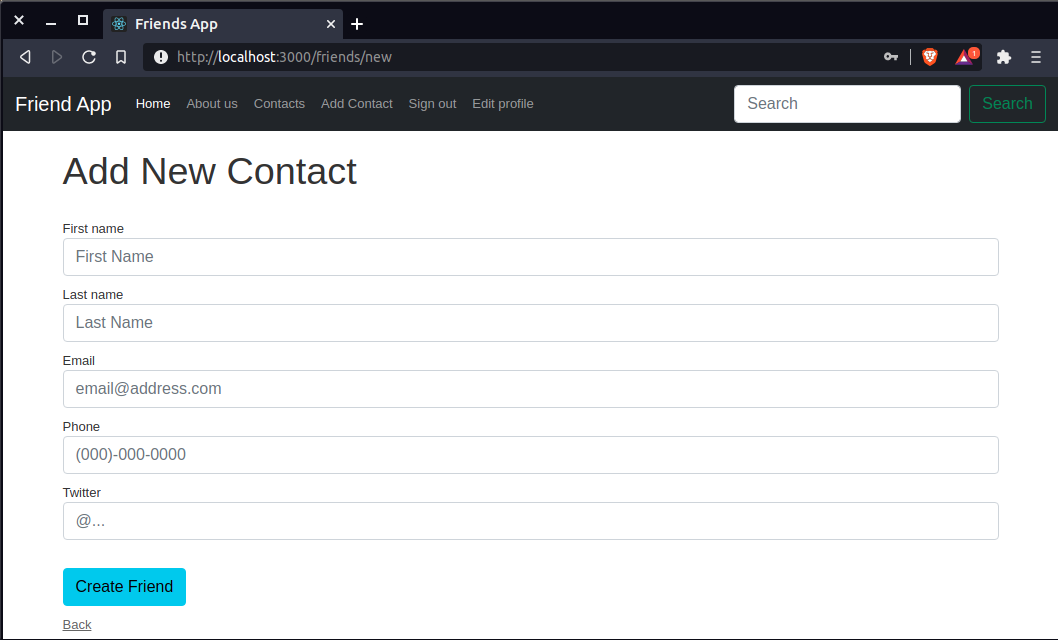 Friends App
http://localhost:3000/friends/new
1
Friend App Home About us Contacts Add Contact Sign out Edit profile Search Search
Add New Contact
First name
First Name
Last name
Last Name
Email
email@address.com
Phone
(000)-000-0000
Twitter
@...
Create Friend
Back